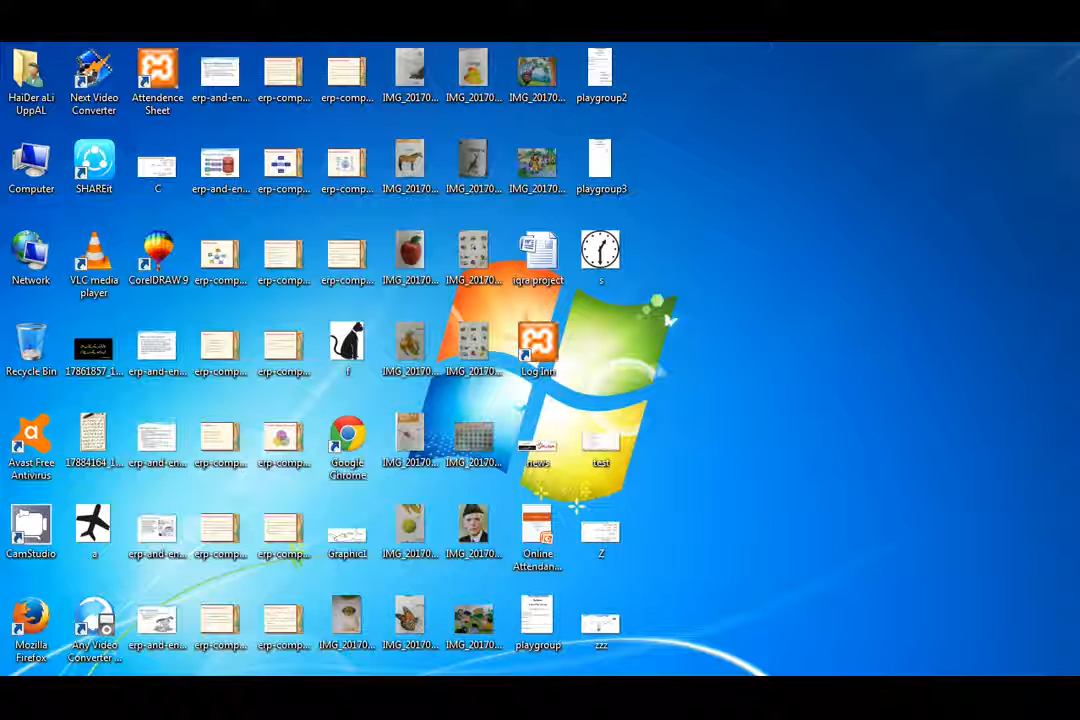 HaiDer aLi UppAL
Next Video Converter
Attendence Sheet
erp-and-en...
erp-comp...
erp-comp...
IMG_20170...
IMG_20170...
IMG_20170...
playgroup2
Computer
SHAREit
C
erp-and-en...
erp-comp...
erp-comp...
IMG_20170...
IMG_20170...
IMG_20170...
playgroup3
Network
VLC media player
CorelDRAW 9
erp-comp...
erp-comp...
erp-comp...
IMG_20170...
IMG_20170...
iqra project
s
Recycle Bin
17861857_1...
erp-and-en...
erp-comp...
erp-comp...
f
IMG_20170...
IMG_20170...
Log Inn
Avast Free Antivirus
17884164_1...
erp-and-en...
erp-comp...
erp-comp...
Google Chrome
IMG_20170...
IMG_20170...
news
test
CamStudio
a
erp-and-en...
erp-comp...
erp-comp...
Graphic1
IMG_20170...
IMG_20170...
Online Attendan...
Z
Mozilla Firefox
Any Video Converter ...
erp-and-en...
erp-comp...
erp-comp...
IMG_20170...
IMG_20170...
IMG_20170...
playgroup
zzz